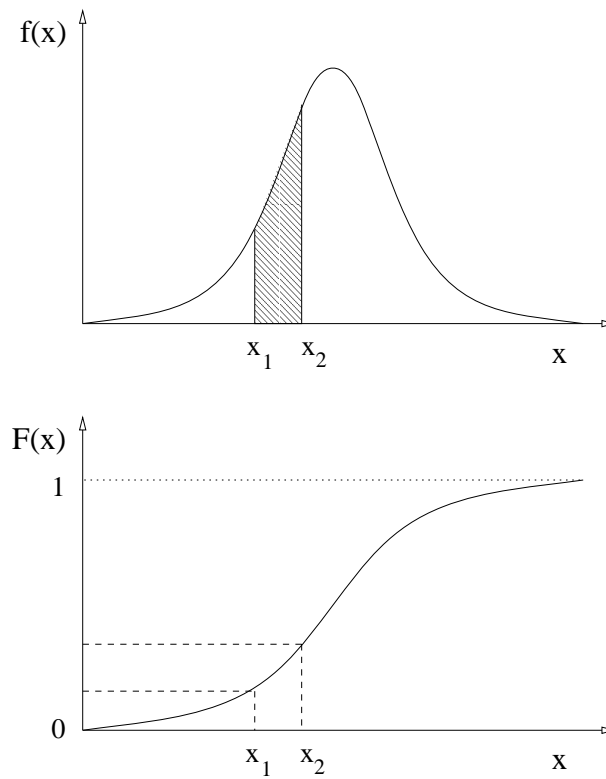 f(x)
x₁ x₂ x
F(x)
1
0
x₁ x₂ x